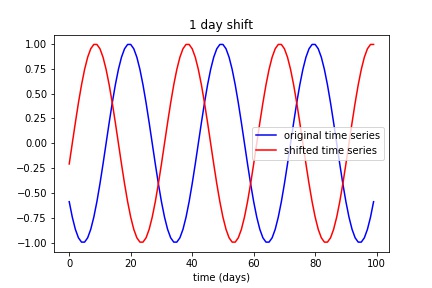 1 day shift
1.00
0.75
0.50
0.25
0.00
−0.25
−0.50
−0.75
−1.00
original time series
shifted time series
0 20 40 60 80 100
time (days)